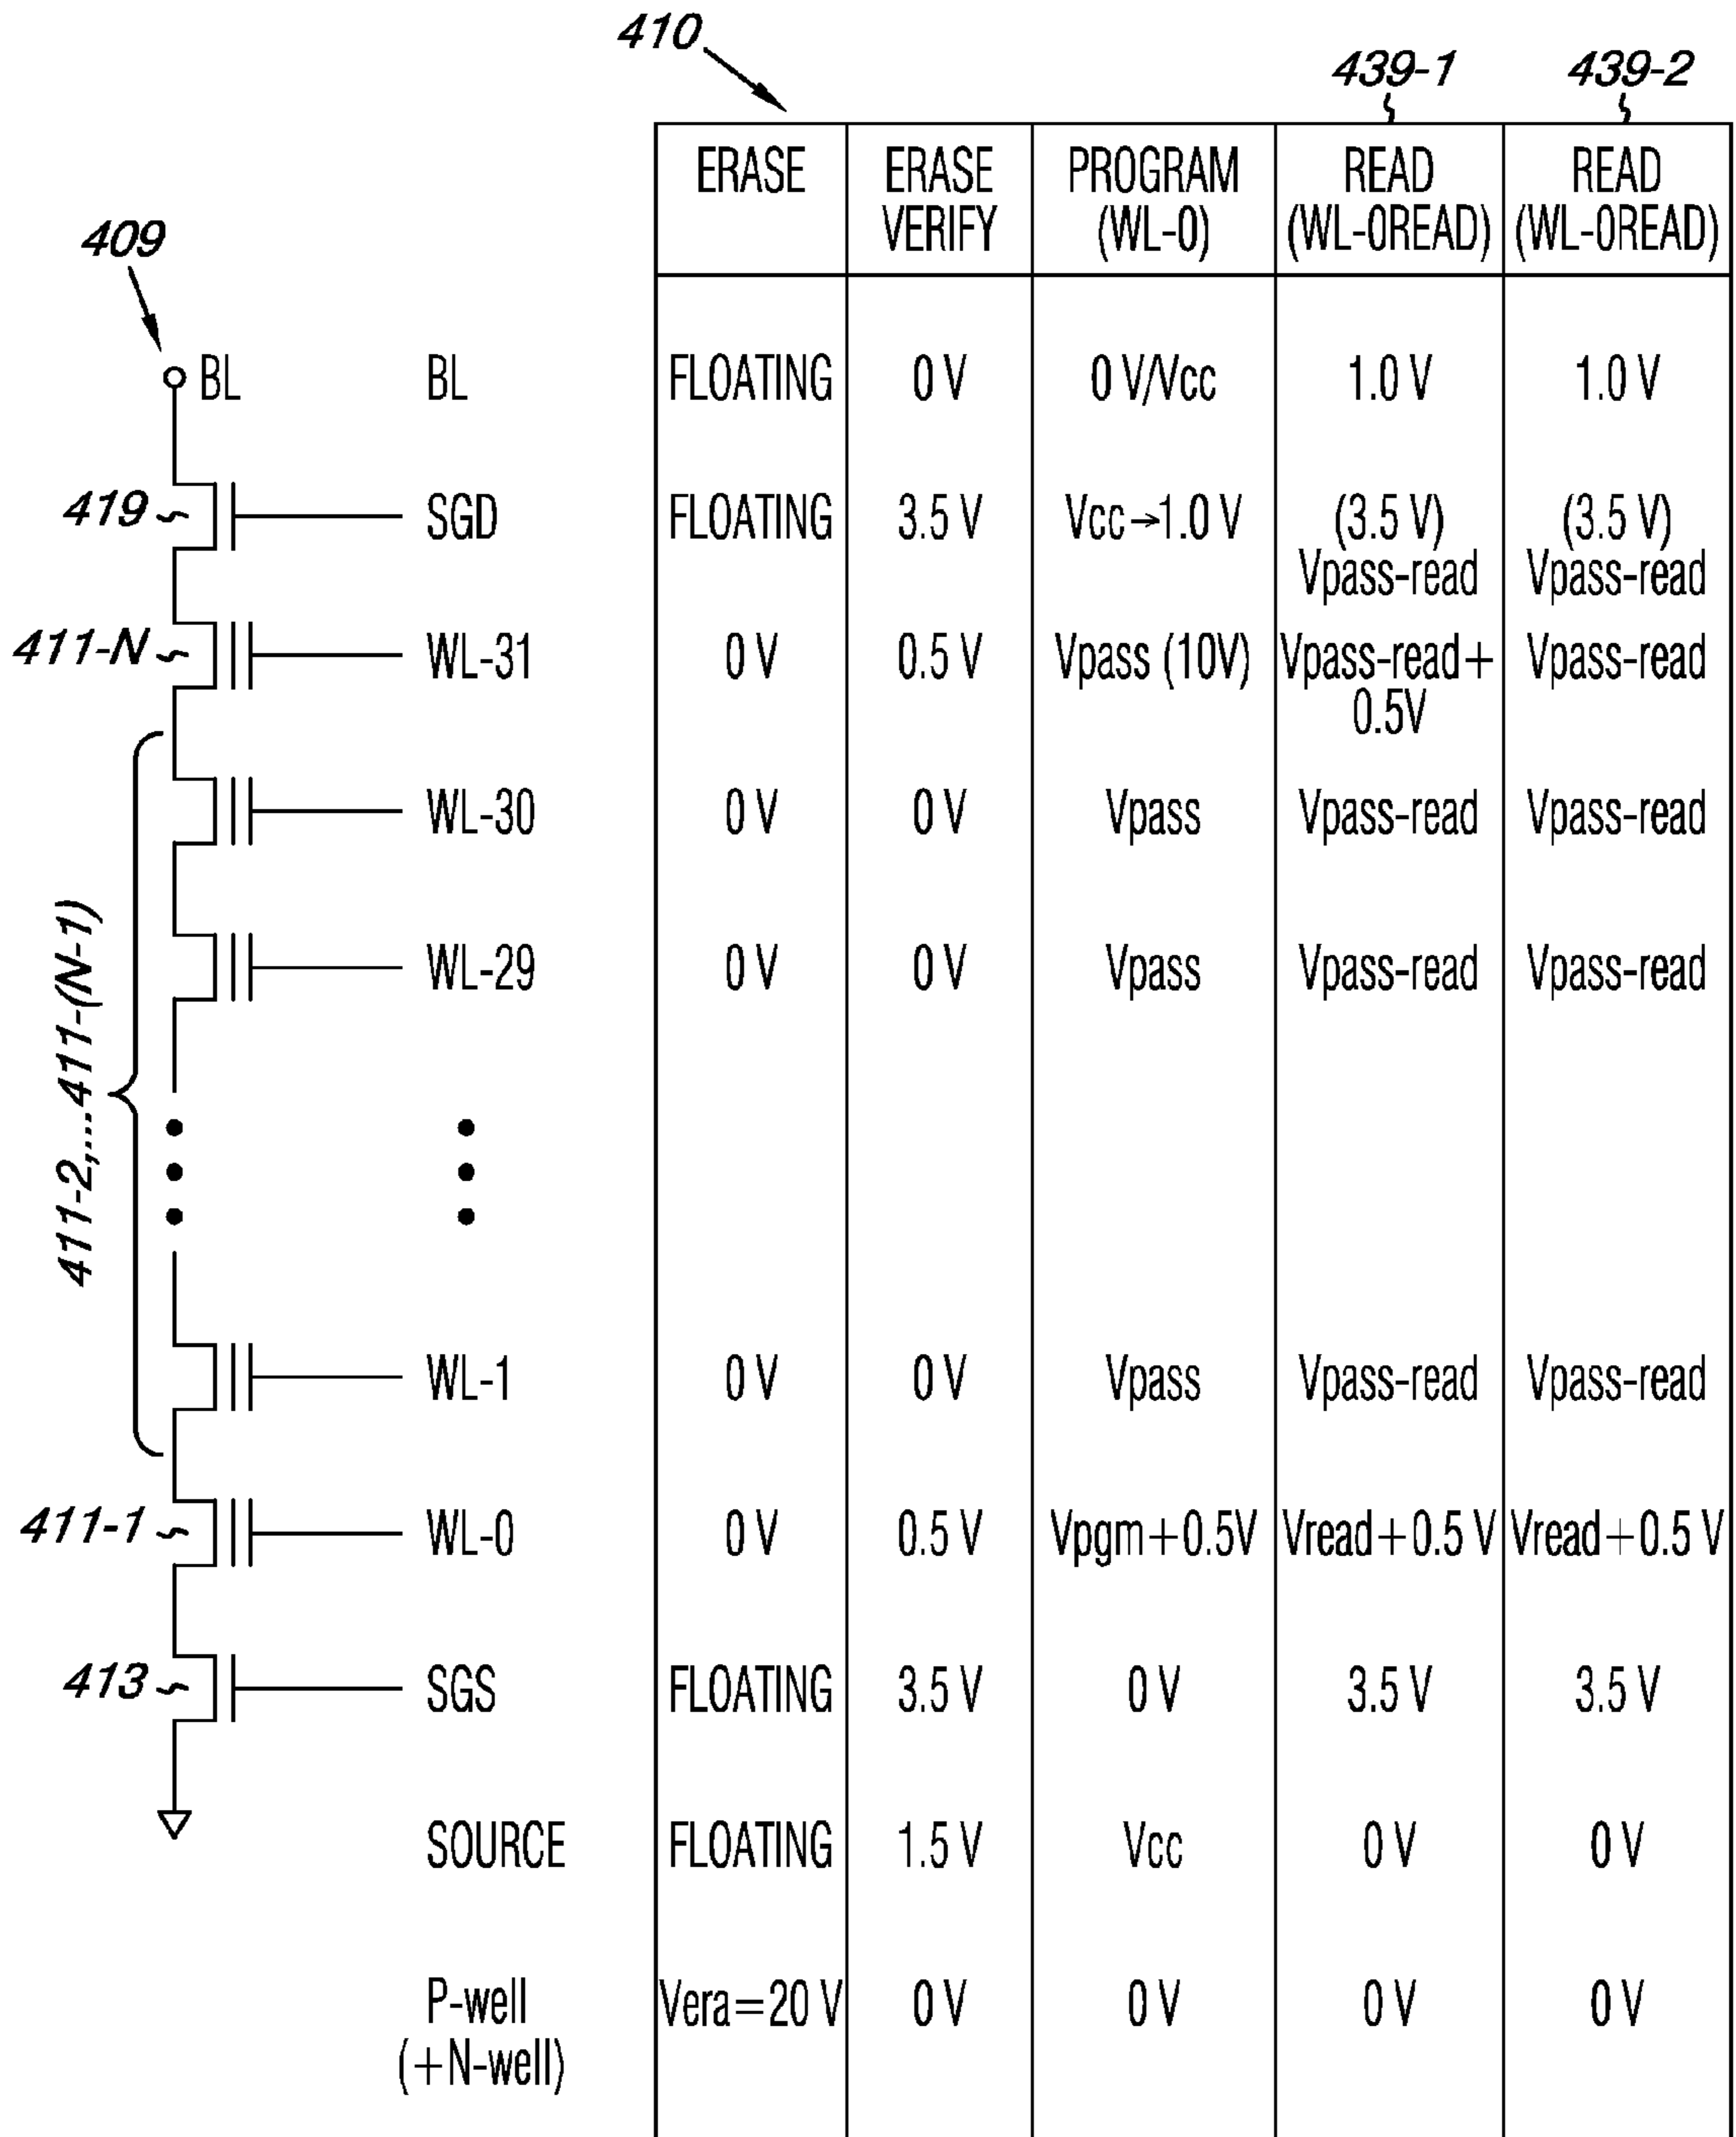 410
439-1 439-2
ERASE ERASE VERIFY PROGRAM (WL-0) READ (WL-0READ) READ (WL-0READ)
409
BL BL FLOATING 0 V 0 V/Vcc 1.0 V 1.0 V
419 SGD FLOATING 3.5 V Vcc→1.0 V (3.5 V) Vpass-read (3.5 V) Vpass-read
411-N WL-31 0 V 0.5 V Vpass (10V) Vpass-read+0.5V Vpass-read
WL-30 0 V 0 V Vpass Vpass-read Vpass-read
WL-29 0 V 0 V Vpass Vpass-read Vpass-read
411-2,...411-(N-1)
WL-1 0 V 0 V Vpass Vpass-read Vpass-read
411-1 WL-0 0 V 0.5 V Vpgm+0.5V Vread+0.5 V Vread+0.5 V
413 SGS FLOATING 3.5 V 0 V 3.5 V 3.5 V
SOURCE FLOATING 1.5 V Vcc 0 V 0 V
P-well (+N-well) Vera=20 V 0 V 0 V 0 V 0 V